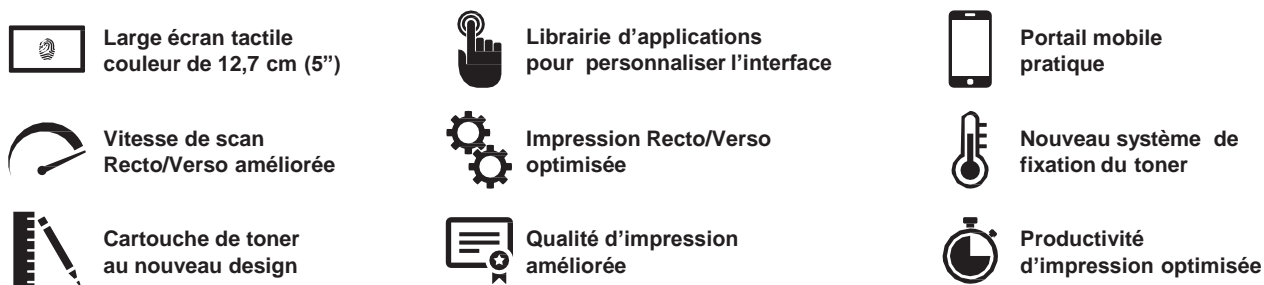 Large écran tactile
couleur de 12,7 cm (5”)
Librairie d’applications
pour personnaliser l’interface
Portail mobile
pratique
Vitesse de scan
Recto/Verso améliorée
Impression Recto/Verso
optimisée
Nouveau système de
fixation du toner
Cartouche de toner
au nouveau design
Qualité d’impression
améliorée
Productivité
d’impression optimisée